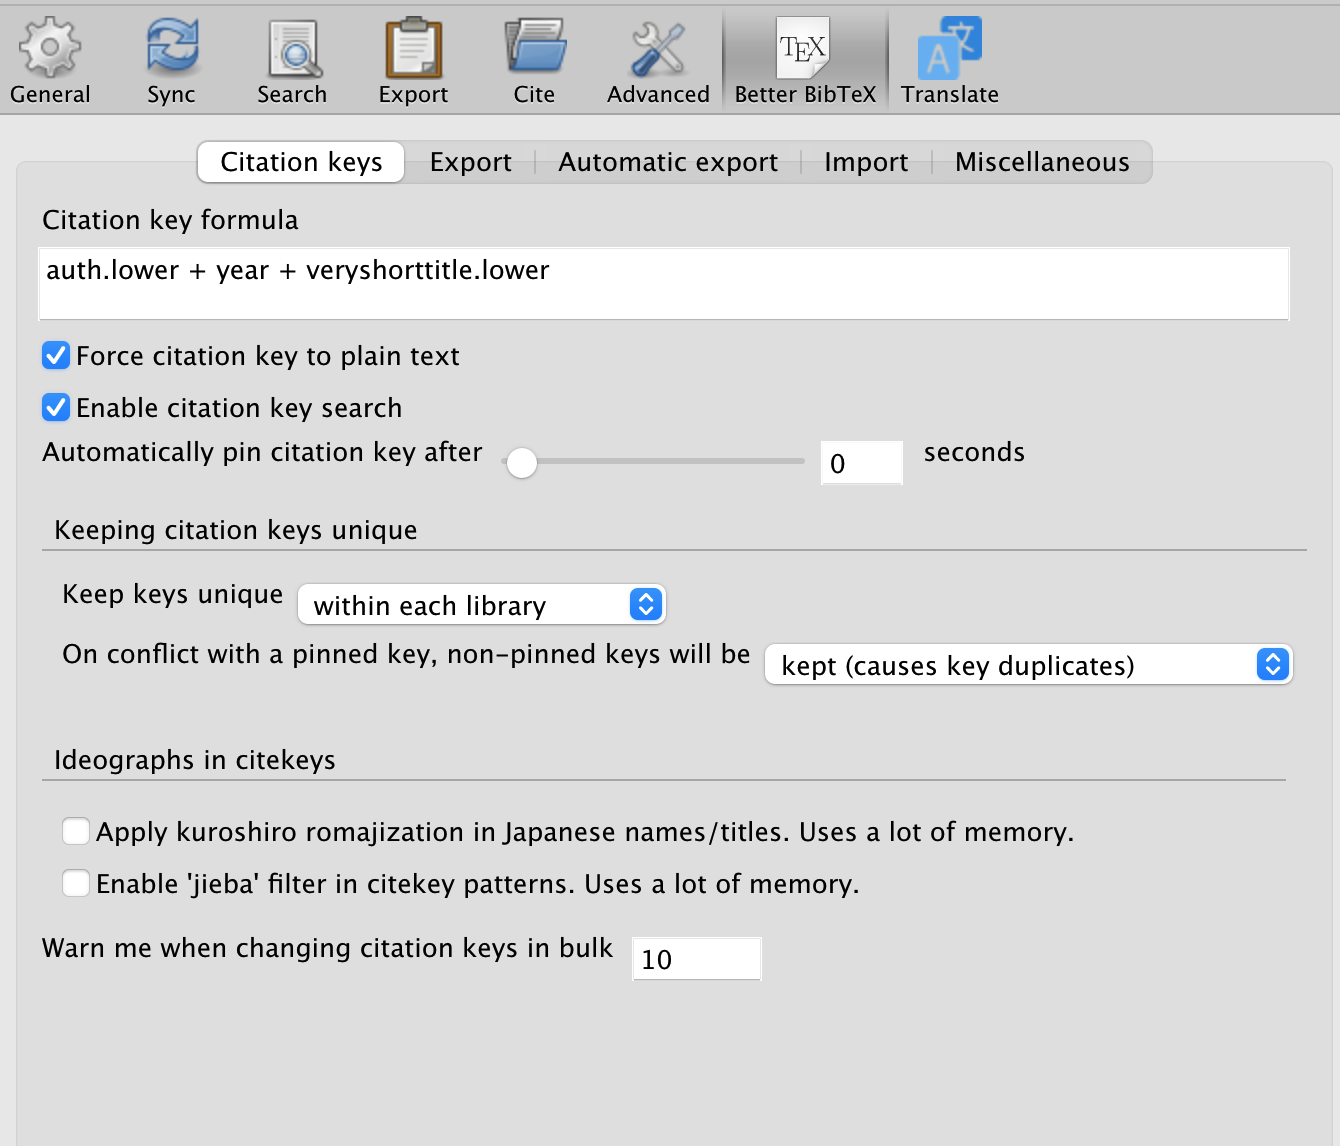 General Sync Search Export Cite Advanced Better BibTeX Translate
TEX
A 文
Citation keys Export Automatic export Import Miscellaneous
Citation key formula
auth.lower + year + veryshorttitle.lower
Force citation key to plain text
Enable citation key search
Automatically pin citation key after 0 seconds
Keeping citation keys unique
Keep keys unique within each library
On conflict with a pinned key, non-pinned keys will be kept (causes key duplicates)
Ideographs in citekeys
Apply kuroshiro romajization in Japanese names/titles. Uses a lot of memory.
Enable 'jieba' filter in citekey patterns. Uses a lot of memory.
Warn me when changing citation keys in bulk 10